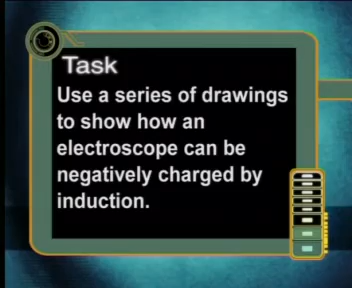 Task
Use a series of drawings
to show how an
electroscope can be
negatively charged by
induction.